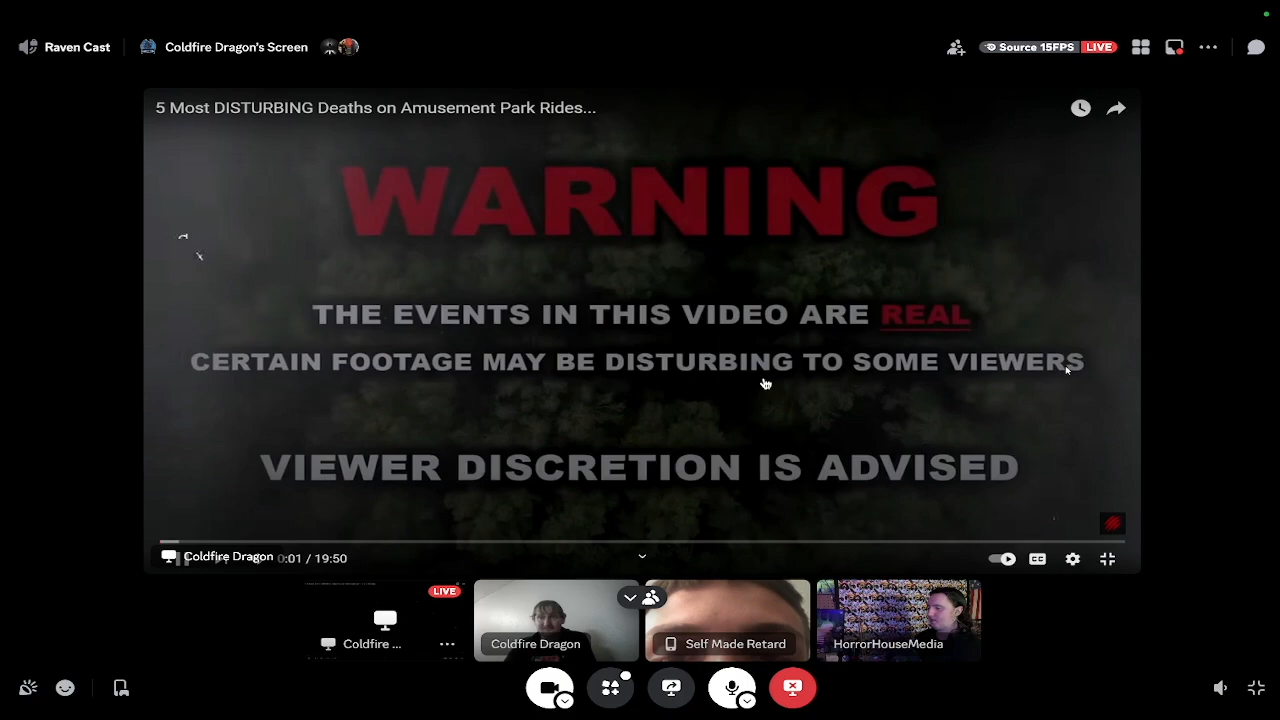 Raven Cast
Coldfire Dragon's Screen
Source 15FPS
LIVE
5 Most DISTURBING Deaths on Amusement Park Rides...
WARNING
THE EVENTS IN THIS VIDEO ARE REAL
CERTAIN FOOTAGE MAY BE DISTURBING TO SOME VIEWERS
VIEWER DISCRETION IS ADVISED
Coldfire Dragon
0:01 / 19:50
CC
LIVE
Coldfire ...
Coldfire Dragon
Self Made Retard
HorrorHouseMedia